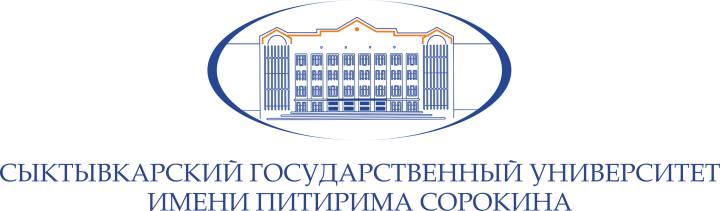 СЫКТЫВКАРСКИЙ ГОСУДАРСТВЕННЫЙ УНИВЕРСИТЕТ
ИМЕНИ ПИТИРИМА СОРОКИНА